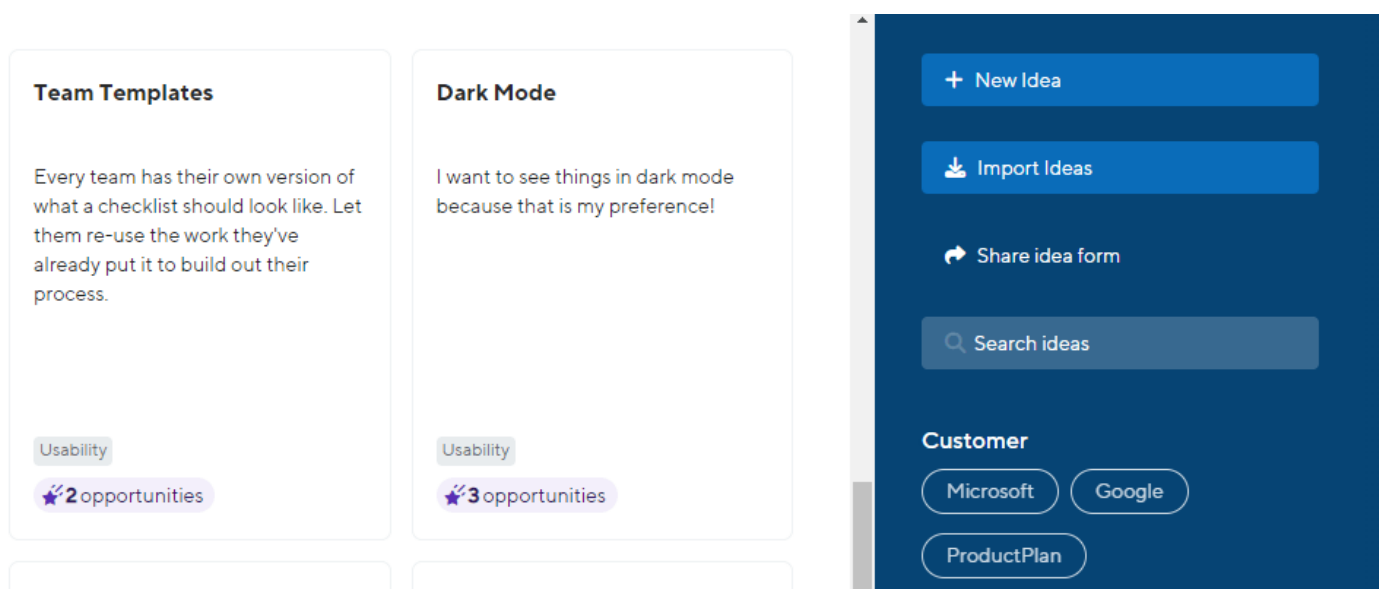 Team Templates
Every team has their own version of
what a checklist should look like. Let
them re-use the work they've
already put it to build out their
process.
Usability
2 opportunities
Dark Mode
I want to see things in dark mode
because that is my preference!
Usability
3 opportunities
+ New Idea
Import Ideas
Share idea form
Search ideas
Customer
Microsoft
Google
ProductPlan